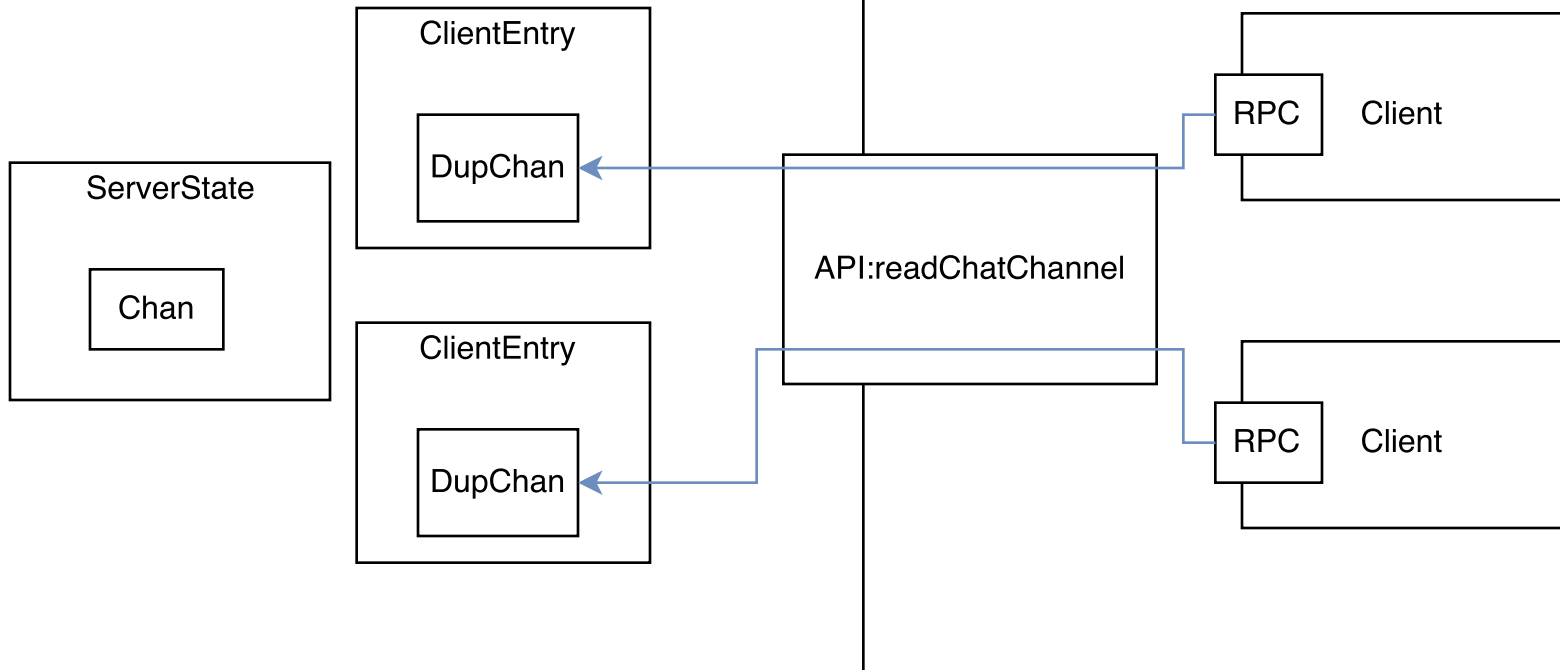 ClientEntry
DupChan
RPC
Client
ServerState
Chan
API:readChatChannel
ClientEntry
DupChan
RPC
Client